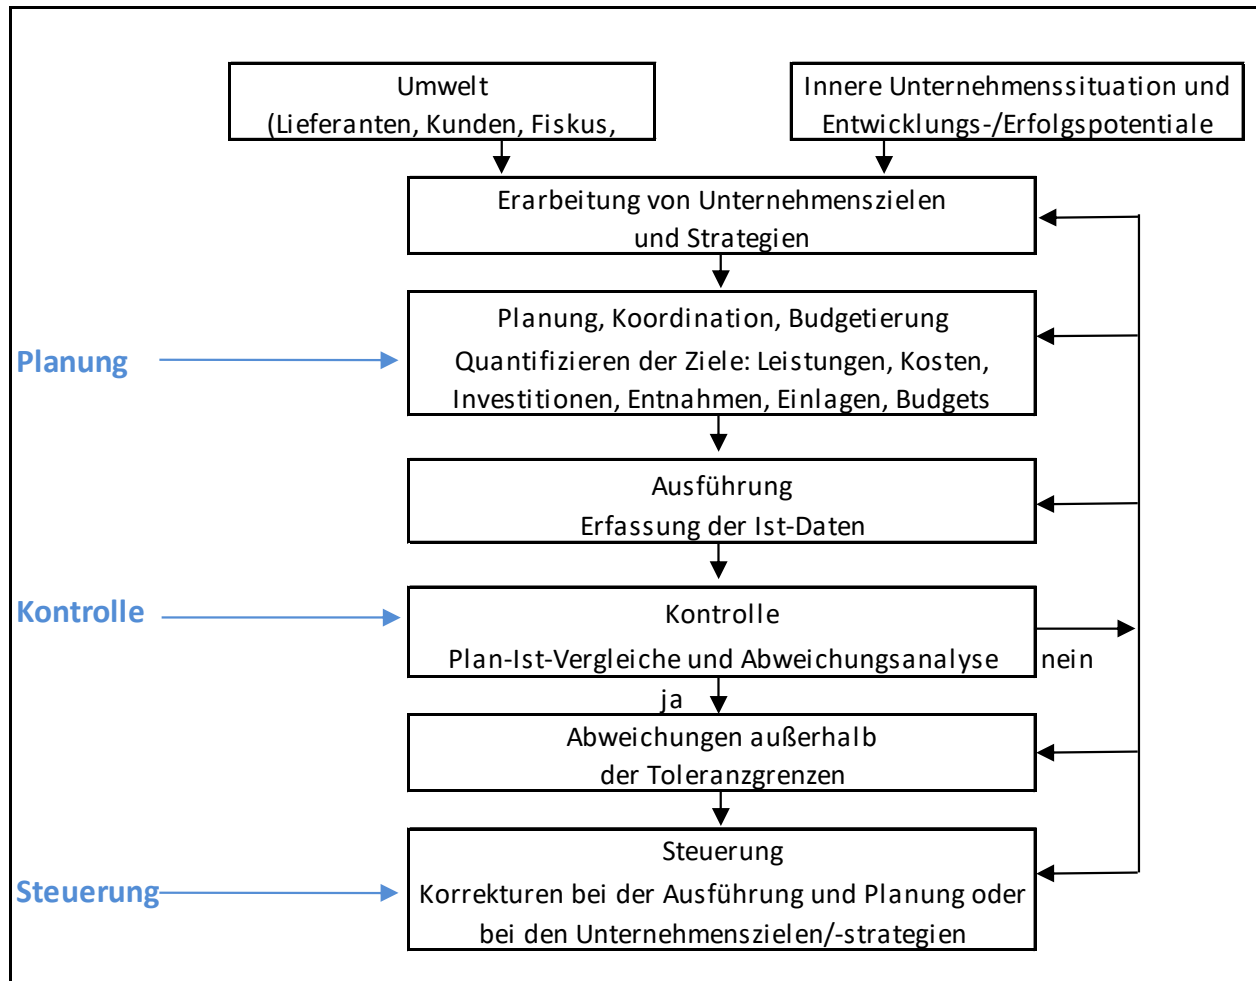 Umwelt
(Lieferanten, Kunden, Fiskus,
Innere Unternehmenssituation und
Entwicklungs-/Erfolgspotentiale
Erarbeitung von Unternehmenszielen
und Strategien
Planung, Koordination, Budgetierung
Planung
Quantifizieren der Ziele: Leistungen, Kosten,
Investitionen, Entnahmen, Einlagen, Budgets
Ausführung
Erfassung der Ist-Daten
Kontrolle
Kontrolle
Plan-Ist-Vergleiche und Abweichungsanalyse
nein
ja
Abweichungen außerhalb
der Toleranzgrenzen
Steuerung
Steuerung
Korrekturen bei der Ausführung und Planung oder
bei den Unternehmenszielen/-strategien